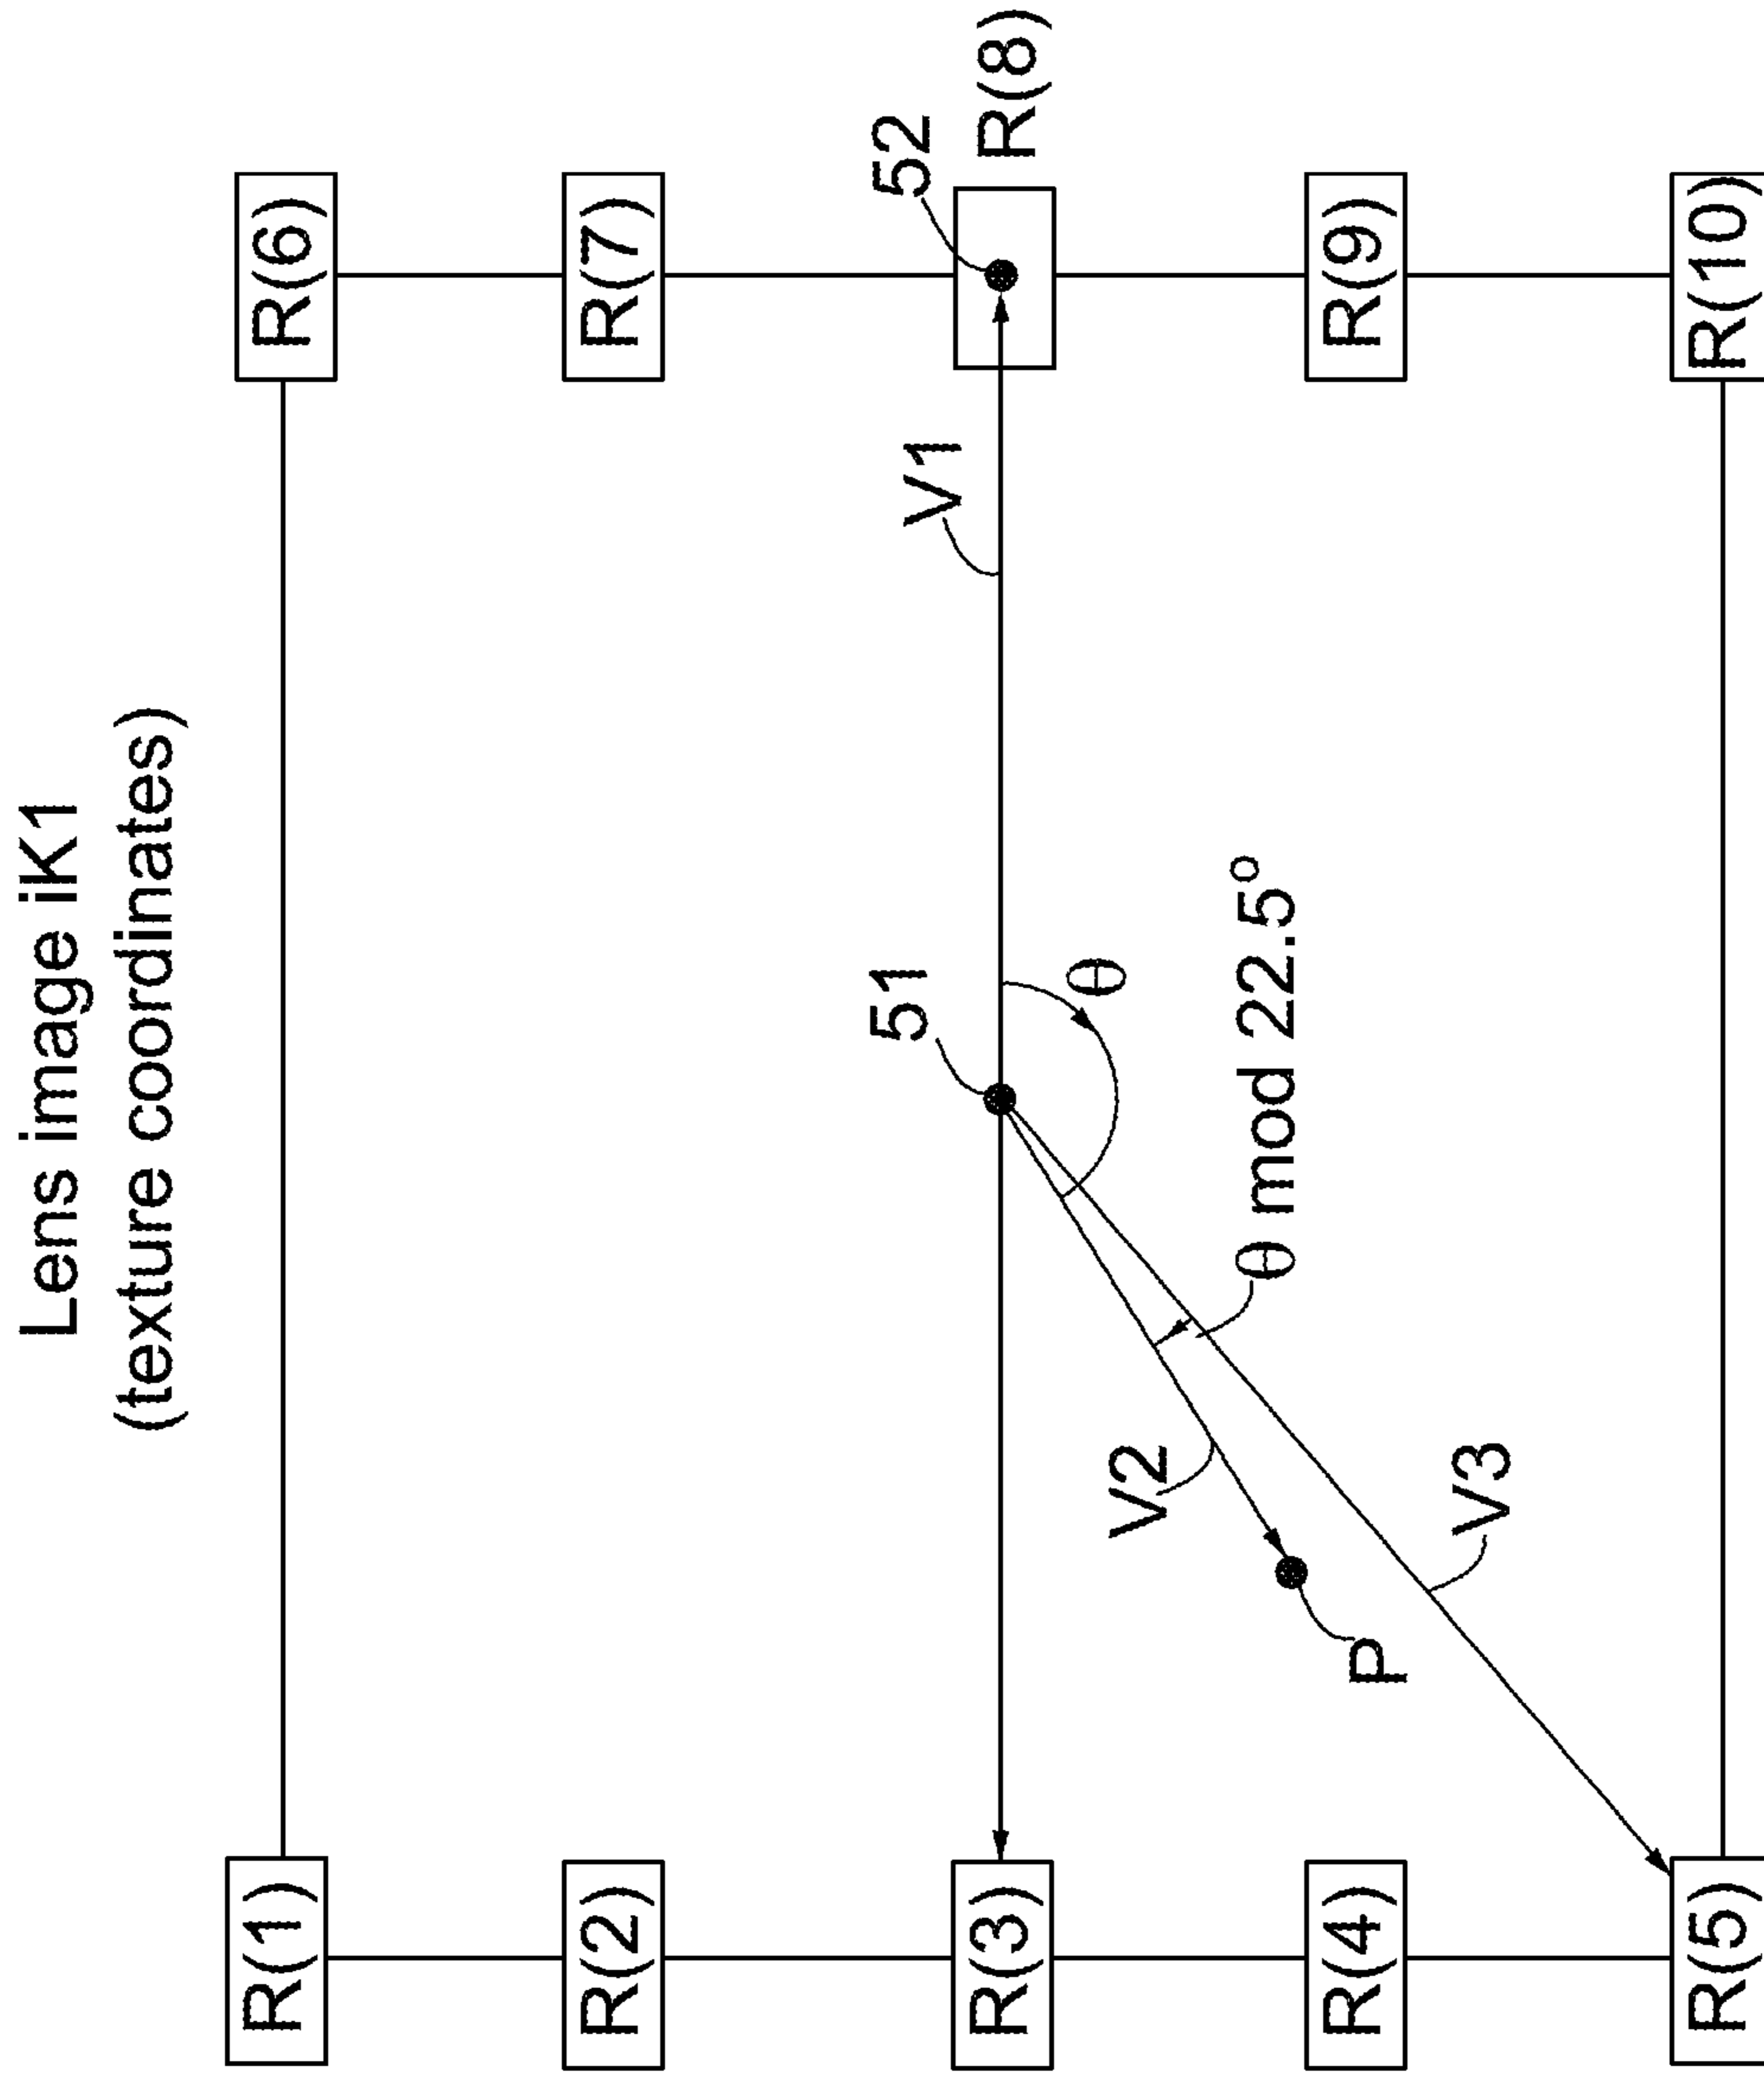 Lens image iK1
(texture coordinates)
R(1)
R(6)
R(2)
R(7)
51
52
V1
R(3)
R(8)
θ
V2
θ mod 22.5°
R(4)
P
R(9)
V3
R(5)
R(10)